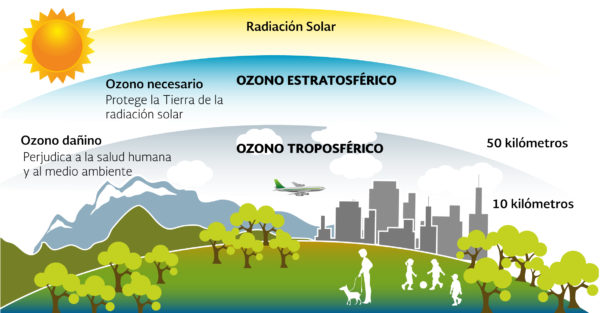 Radiación Solar
Ozono necesario
Protege la Tierra de la
radiación solar
OZONO ESTRATOSFÉRICO
Ozono dañino
Perjudica a la salud humana
y al medio ambiente
OZONO TROPOSFÉRICO
50 kilómetros
10 kilómetros